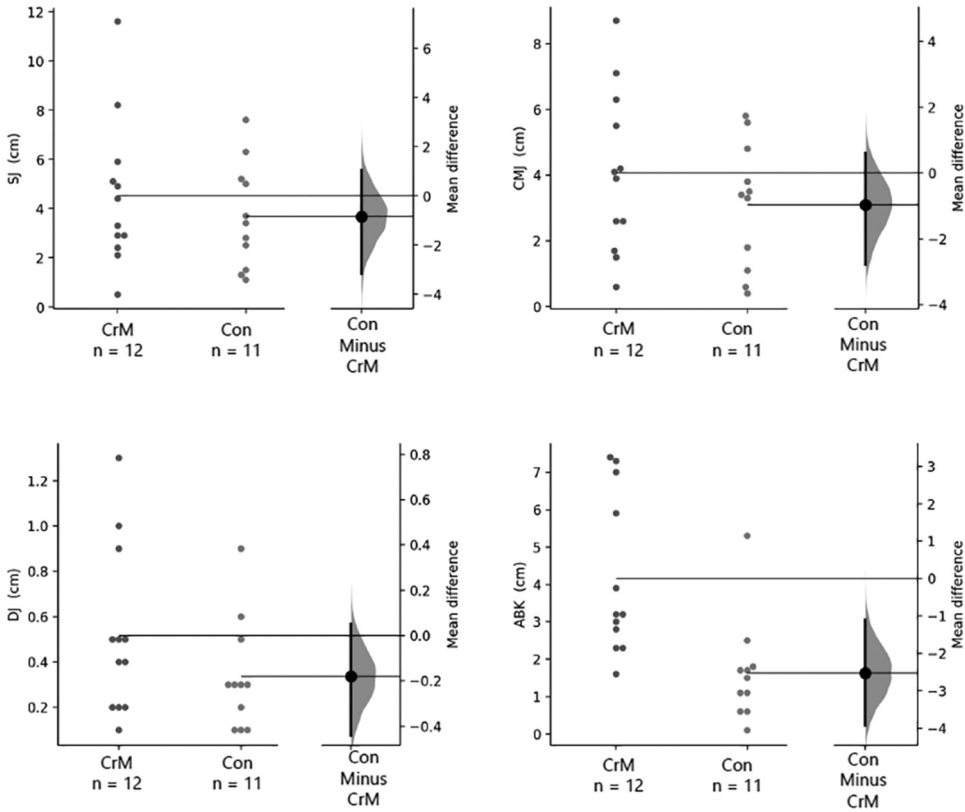 12
10
8
6
4
2
0
SJ (cm)
6
4
2
0
−2
−4
Mean difference
CrM
n = 12
Con
n = 11
Con
Minus
CrM
8
6
4
2
0
CMJ (cm)
4
2
0
−2
−4
Mean difference
CrM
n = 12
Con
n = 11
Con
Minus
CrM
1.2
1.0
0.8
0.6
0.4
0.2
DJ (cm)
0.8
0.6
0.4
0.2
0.0
−0.2
−0.4
Mean difference
CrM
n = 12
Con
n = 11
Con
Minus
CrM
7
6
5
4
3
2
1
0
ABK (cm)
3
2
1
0
−1
−2
−3
−4
Mean difference
CrM
n = 12
Con
n = 11
Con
Minus
CrM